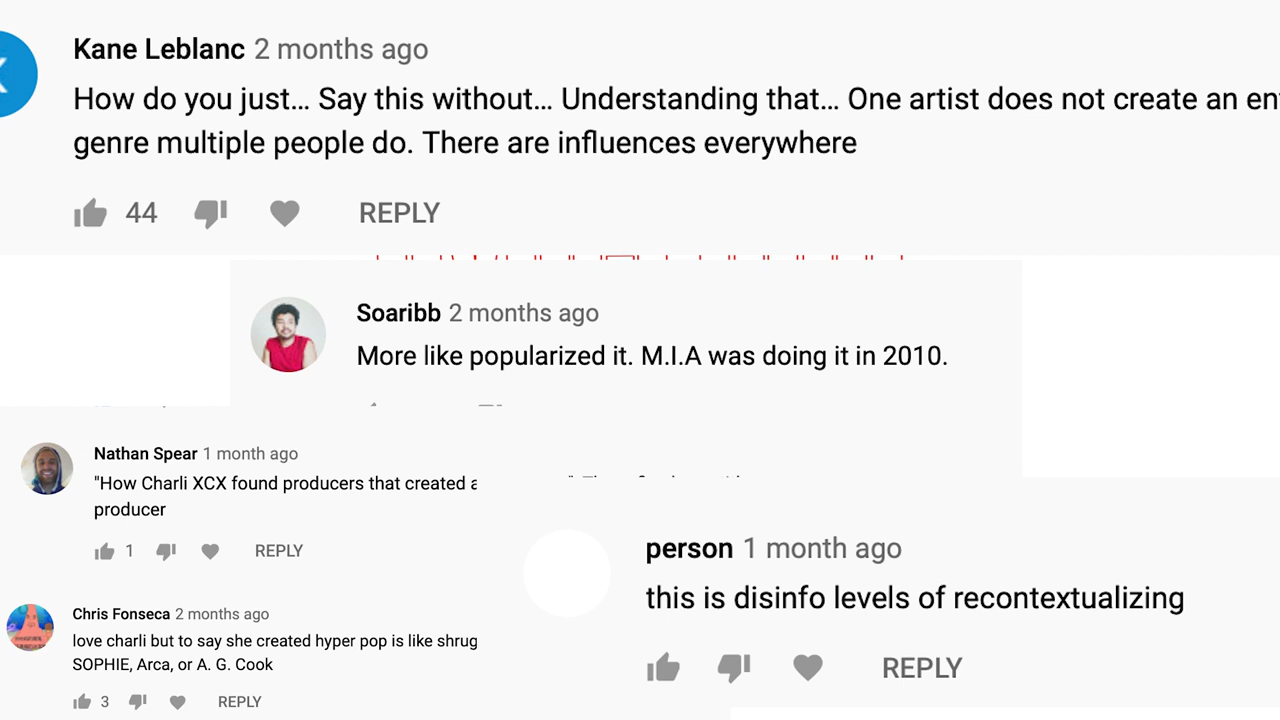 Kane Leblanc 2 months ago
How do you just... Say this without... Understanding that... One artist does not create an
genre multiple people do. There are influences everywhere
44 REPLY
Soaribb 2 months ago
More like popularized it. M.I.A was doing it in 2010.
Nathan Spear 1 month ago
"How Charli XCX found producers that created
producer
1 REPLY
person 1 month ago
this is disinfo levels of recontextualizing
REPLY
Chris Fonseca 2 months ago
love charli but to say she created hyper pop is like shrug
SOPHIE, Arca, or A. G. Cook
3 REPLY